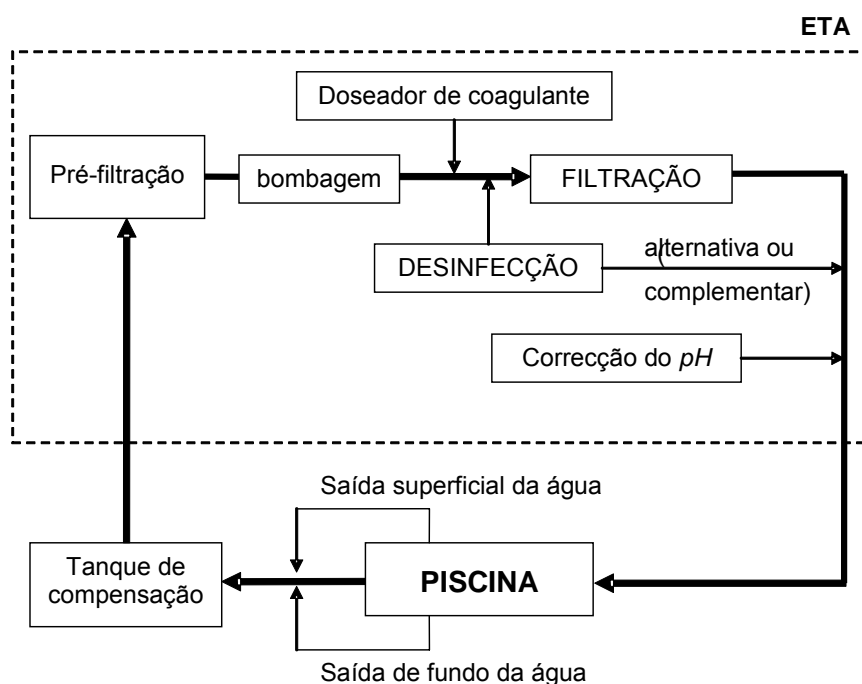 ETA
Doseador de coagulante
Pré-filtração
bombagem
FILTRAÇÃO
DESINFECÇÃO
alternativa ou
complementar)
Correcção do pH
Saída superficial da água
Tanque de
compensação
PISCINA
Saída de fundo da água